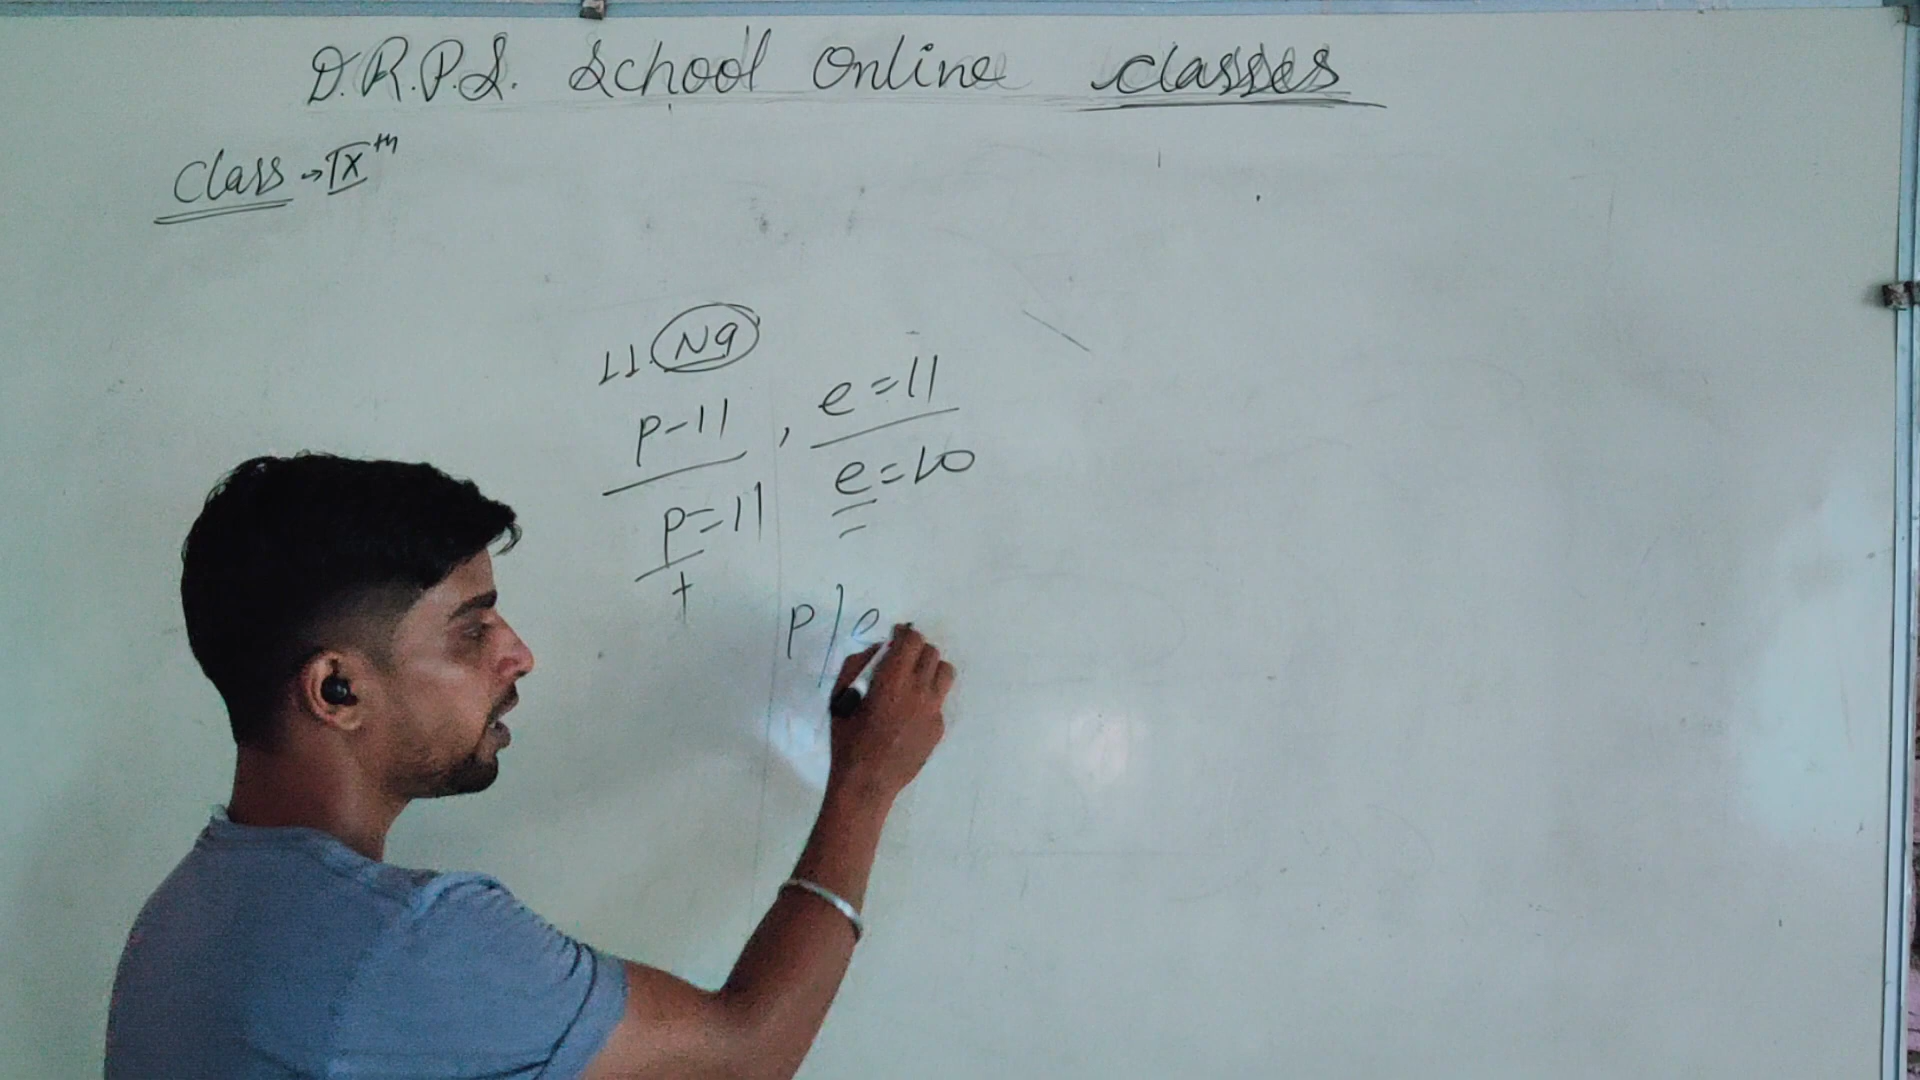 D.R.P.S. School Online classes
Class → IXth
11 Na
p-11 , e=11
p=11 e=10
+
p/e